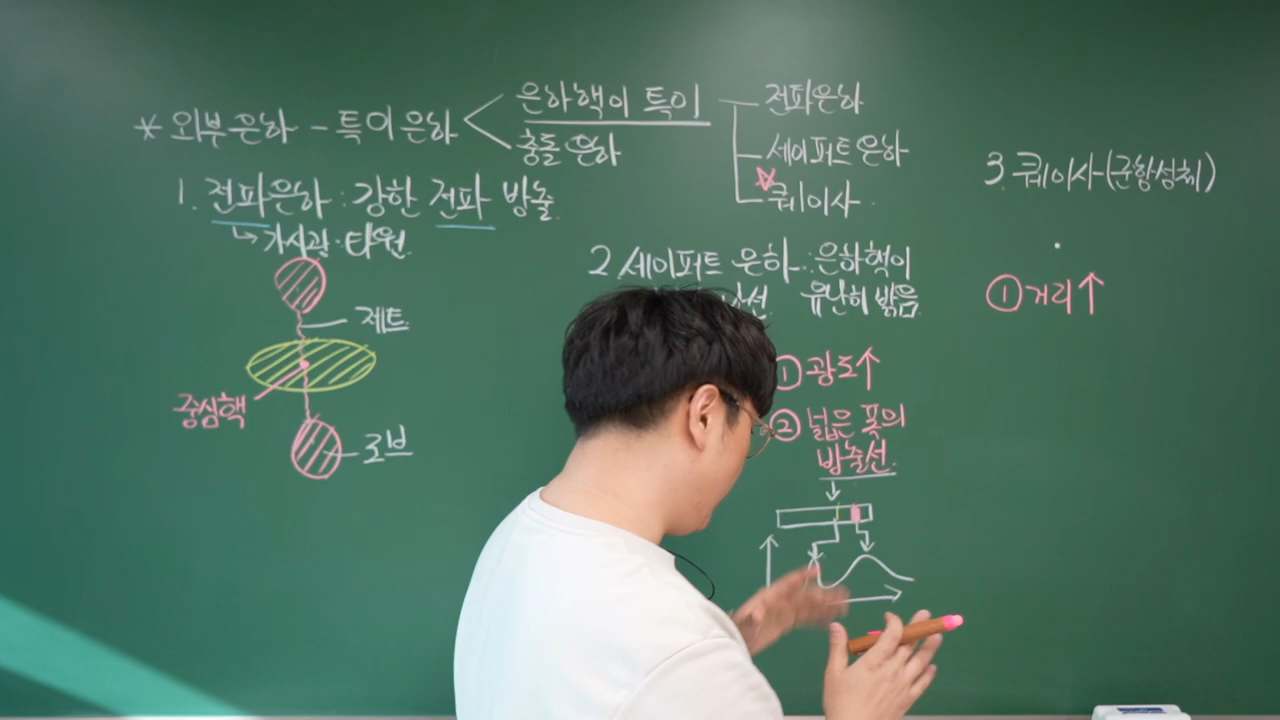 * 외부은하 - 특이은하
은하핵이 특이
충돌 은하
전파은하
세이퍼트 은하
퀘이사
1. 전파은하 : 강한 전파 방출
↳ 가시광 · 타원
제트
중심핵
로브
2 세이퍼트 은하 : 은하핵이
나선 유난히 밝음
① 광도↑
② 넓은 폭의
방출선
3. 퀘이사 - (준항성체)
① 거리↑